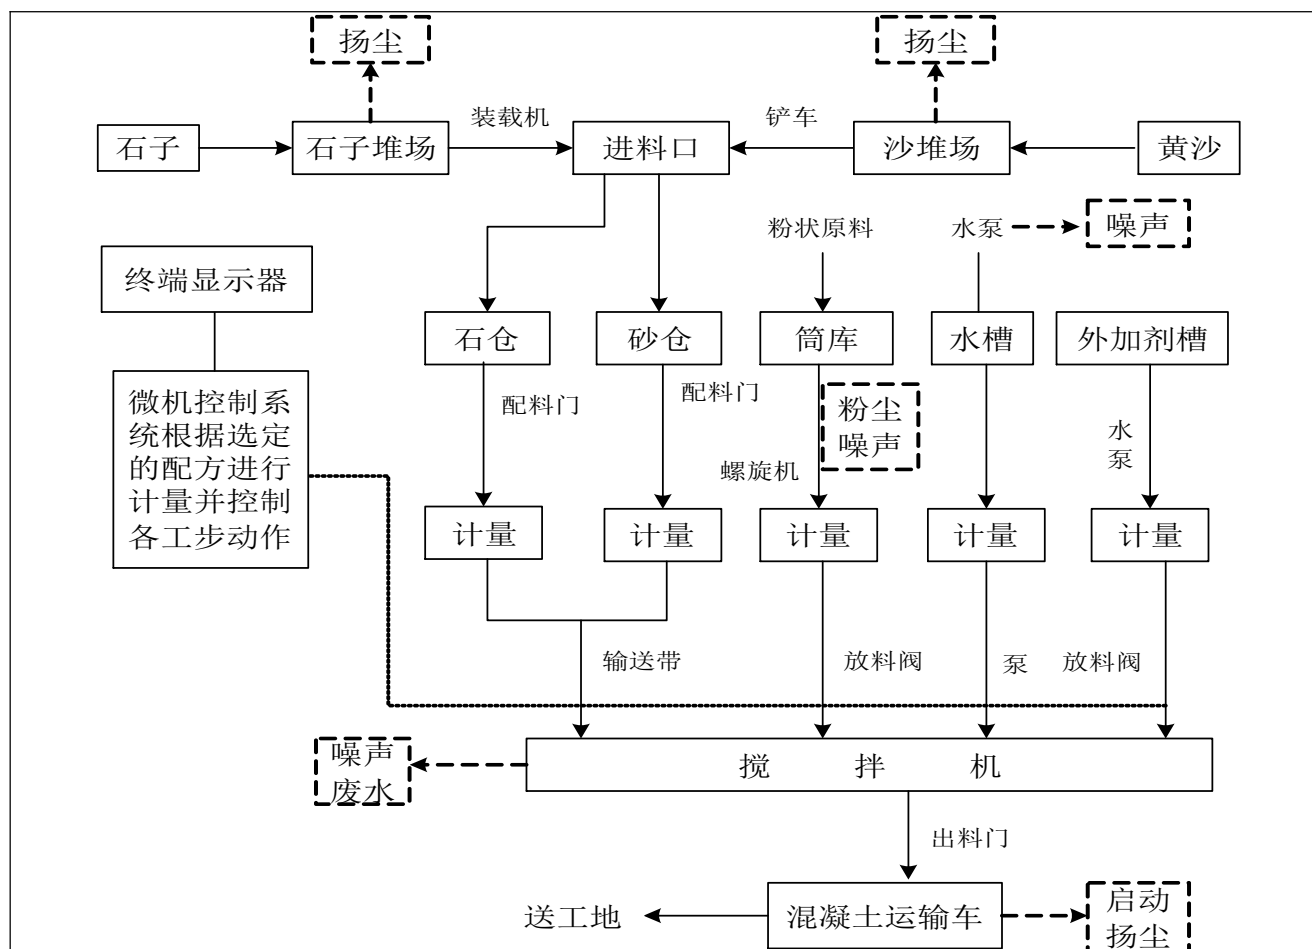 扬尘
扬尘
装载机
铲车
石子
石子堆场
进料口
沙堆场
黄沙
粉状原料
水泵
噪声
终端显示器
石仓
砂仓
筒库
水槽
外加剂槽
微机控制系
统根据选定
的配方进行
计量并控制
各工步动作
配料门
配料门
粉尘
噪声
螺旋机
水
泵
计量
计量
计量
计量
计量
输送带
放料阀
泵
放料阀
噪声
废水
搅拌机
出料门
送工地
混凝土运输车
启动
扬尘